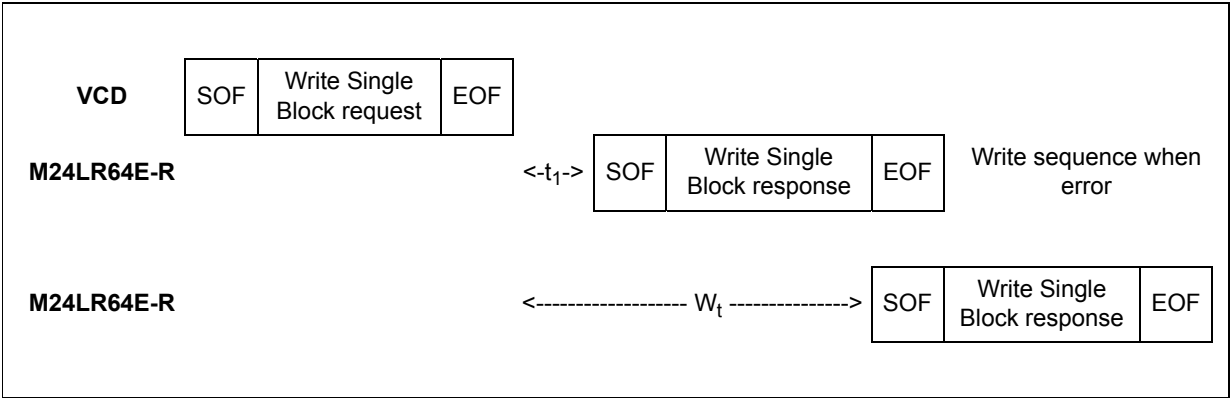 VCD SOF Write Single Block request EOF
M24LR64E-R <-t1-> SOF Write Single Block response EOF Write sequence when error
M24LR64E-R <-------------------- Wt ---------------> SOF Write Single Block response EOF